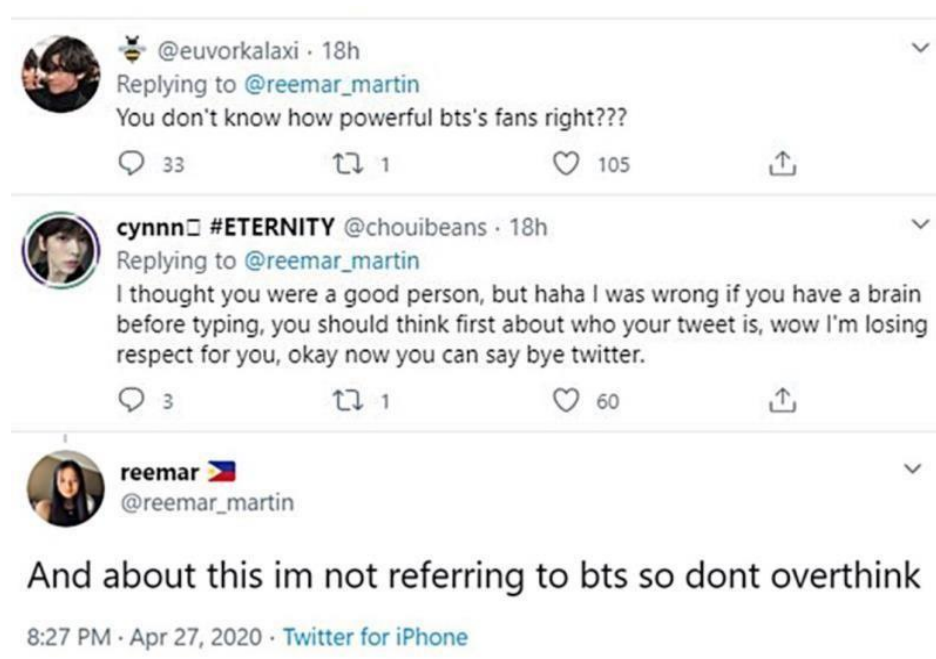 @euvorkalaxi · 18h
Replying to @reemar_martin
You don't know how powerful bts's fans right???
33 1 105
cynnn▯ #ETERNITY @chouibeans · 18h
Replying to @reemar_martin
I thought you were a good person, but haha I was wrong if you have a brain
before typing, you should think first about who your tweet is, wow I'm losing
respect for you, okay now you can say bye twitter.
3 1 60
reemar 🇵🇭
@reemar_martin
And about this im not referring to bts so dont overthink
8:27 PM · Apr 27, 2020 · Twitter for iPhone